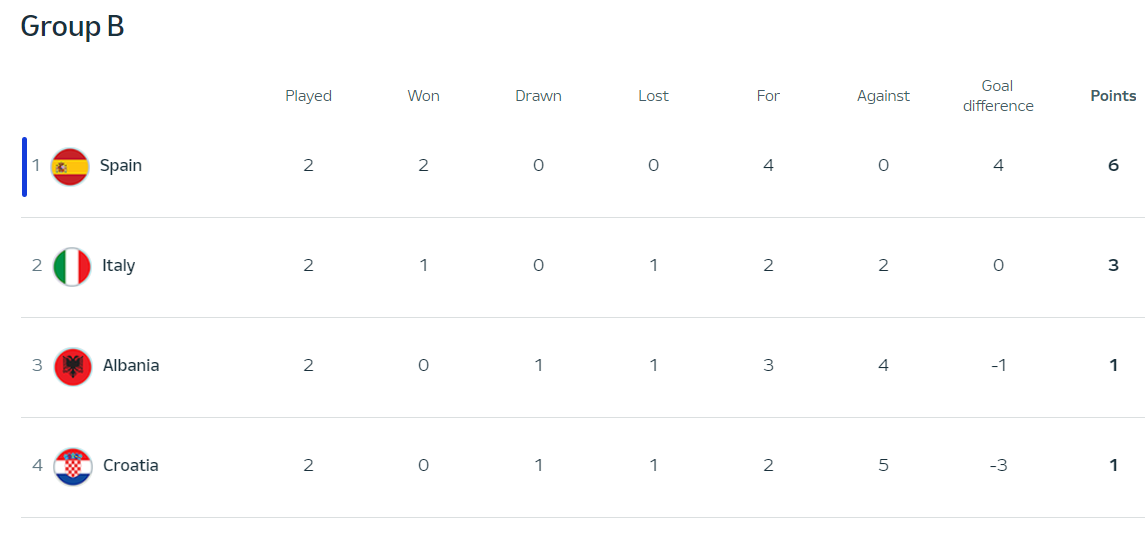 Group B
Played Won Drawn Lost For Against Goal difference Points
1 Spain 2 2 0 0 4 0 4 6
2 Italy 2 1 0 1 2 2 0 3
3 Albania 2 0 1 1 3 4 -1 1
4 Croatia 2 0 1 1 2 5 -3 1